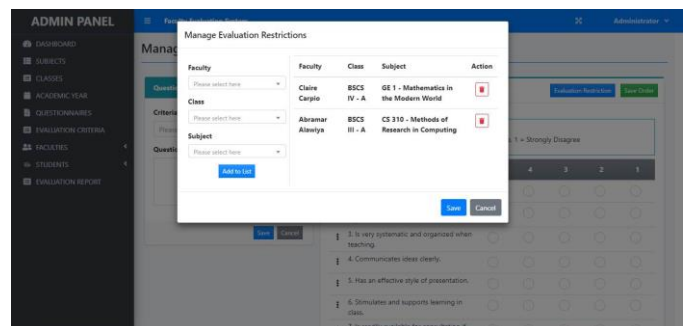 ADMIN PANEL
Faculty Evaluation System
Administrator
DASHBOARD
SUBJECTS
CLASSES
ACADEMIC YEAR
QUESTIONNAIRES
EVALUATION CRITERIA
FACULTIES
STUDENTS
EVALUATION REPORT
Manage Evaluation Restrictions
Faculty
Please select here
Class
Please select here
Subject
Please select here
Add to List
Faculty Class Subject Action
Claire Carpio BSCS IV - A GE 1 - Mathematics in the Modern World
Abramar Alawiya BSCS III - A CS 310 - Methods of Research in Computing
Save Cancel
Evaluation Restriction Save Order
1 = Strongly Disagree
4 3 2 1
Save Cancel
3. Is very systematic and organized when
teaching.
4. Communicates ideas clearly.
5. Has an effective style of presentation.
6. Stimulates and supports learning in
class.